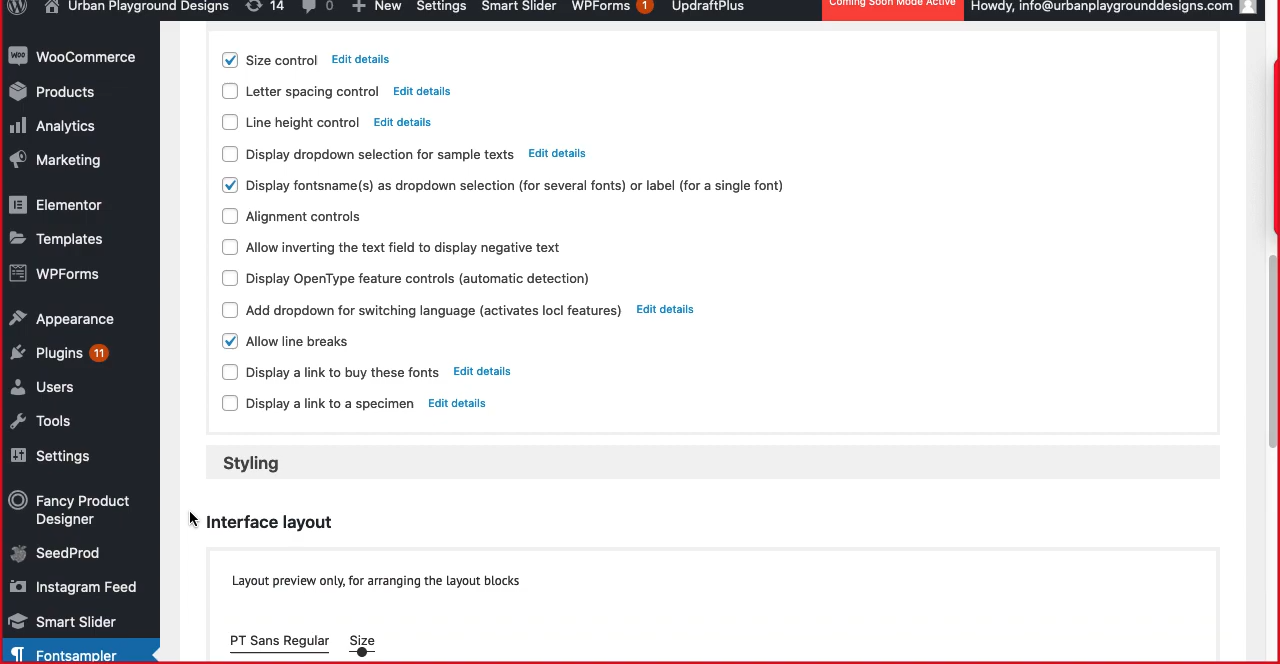 Urban Playground Designs 14 0 New Settings Smart Slider WPForms 1 UpdraftPlus Coming Soon Mode Active Howdy, info@urbanplaygrounddesigns.com
WOO WooCommerce
Products
Analytics
Marketing
Elementor
Templates
WPForms
Appearance
Plugins 11
Users
Tools
Settings
Fancy Product
Designer
SeedProd
Instagram Feed
Smart Slider
Fontsampler
Size control Edit details
Letter spacing control Edit details
Line height control Edit details
Display dropdown selection for sample texts Edit details
Display fontsname(s) as dropdown selection (for several fonts) or label (for a single font)
Alignment controls
Allow inverting the text field to display negative text
Display OpenType feature controls (automatic detection)
Add dropdown for switching language (activates locl features) Edit details
Allow line breaks
Display a link to buy these fonts Edit details
Display a link to a specimen Edit details
Styling
Interface layout
Layout preview only, for arranging the layout blocks
PT Sans Regular Size